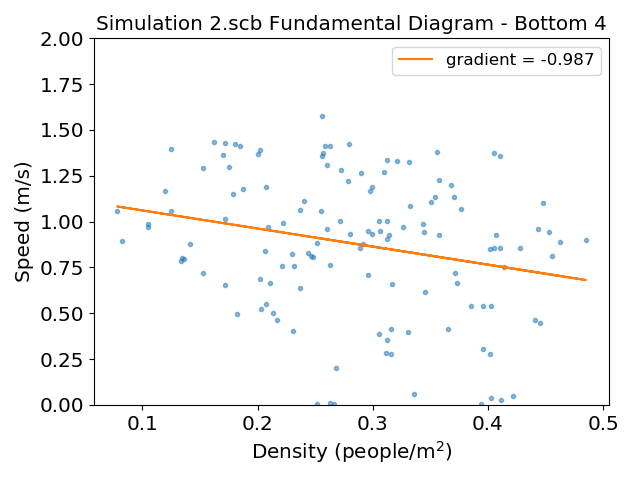 Simulation 2.scb Fundamental Diagram - Bottom 4
gradient = -0.987
Speed (m/s)
2.00
1.75
1.50
1.25
1.00
0.75
0.50
0.25
0.00
0.1 0.2 0.3 0.4 0.5
Density (people/m²)